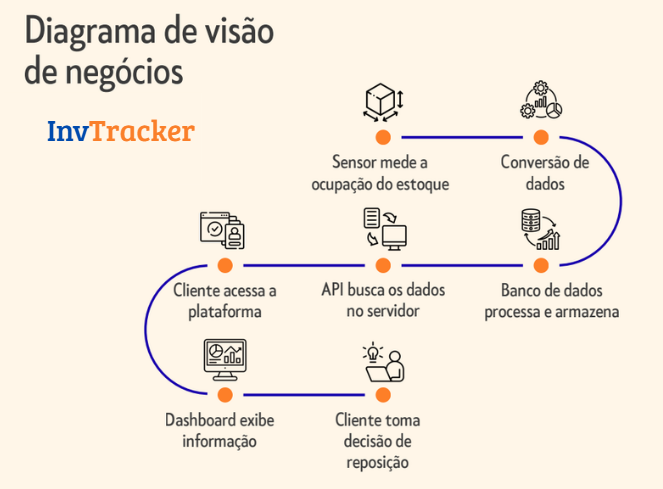 Diagrama de visão
de negócios
InvTracker
Sensor mede a
ocupação do estoque
Conversão de
dados
Banco de dados
processa e armazena
API busca os dados
no servidor
Cliente acessa a
plataforma
Dashboard exibe
informação
Cliente toma
decisão de
reposição